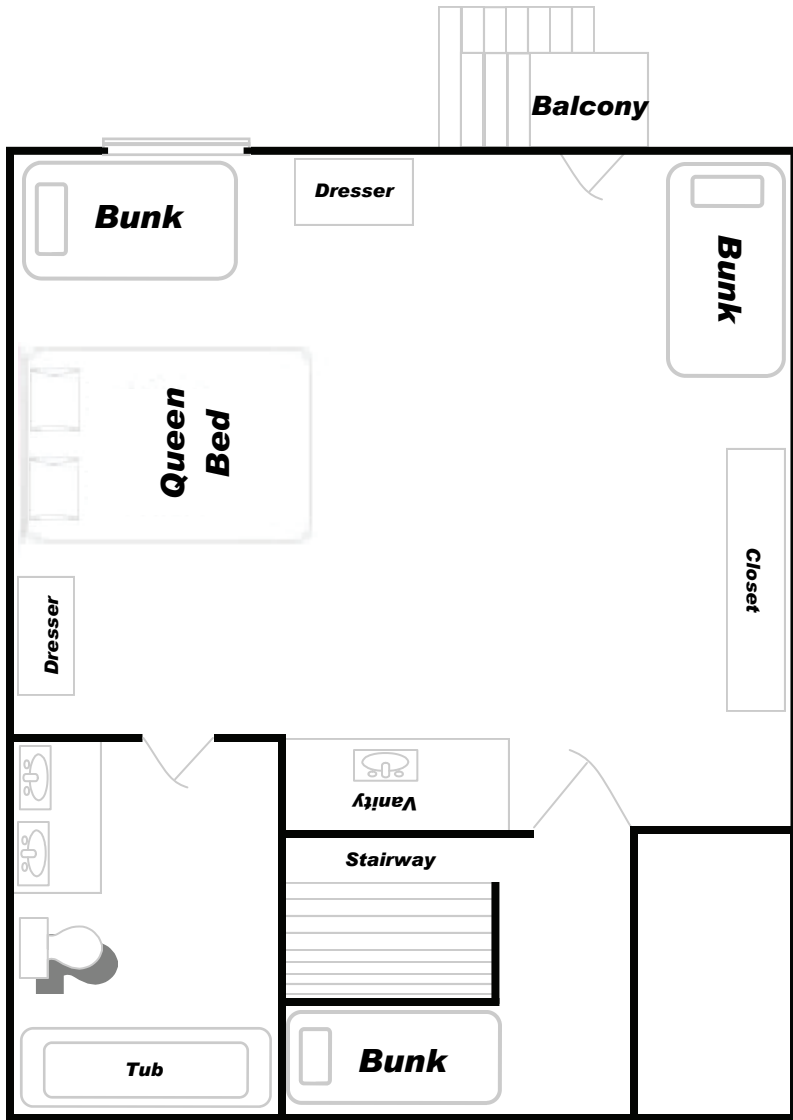 Balcony
Bunk
Dresser
Bunk
Queen
Bed
Closet
Dresser
Vanity
Stairway
Bunk
Tub